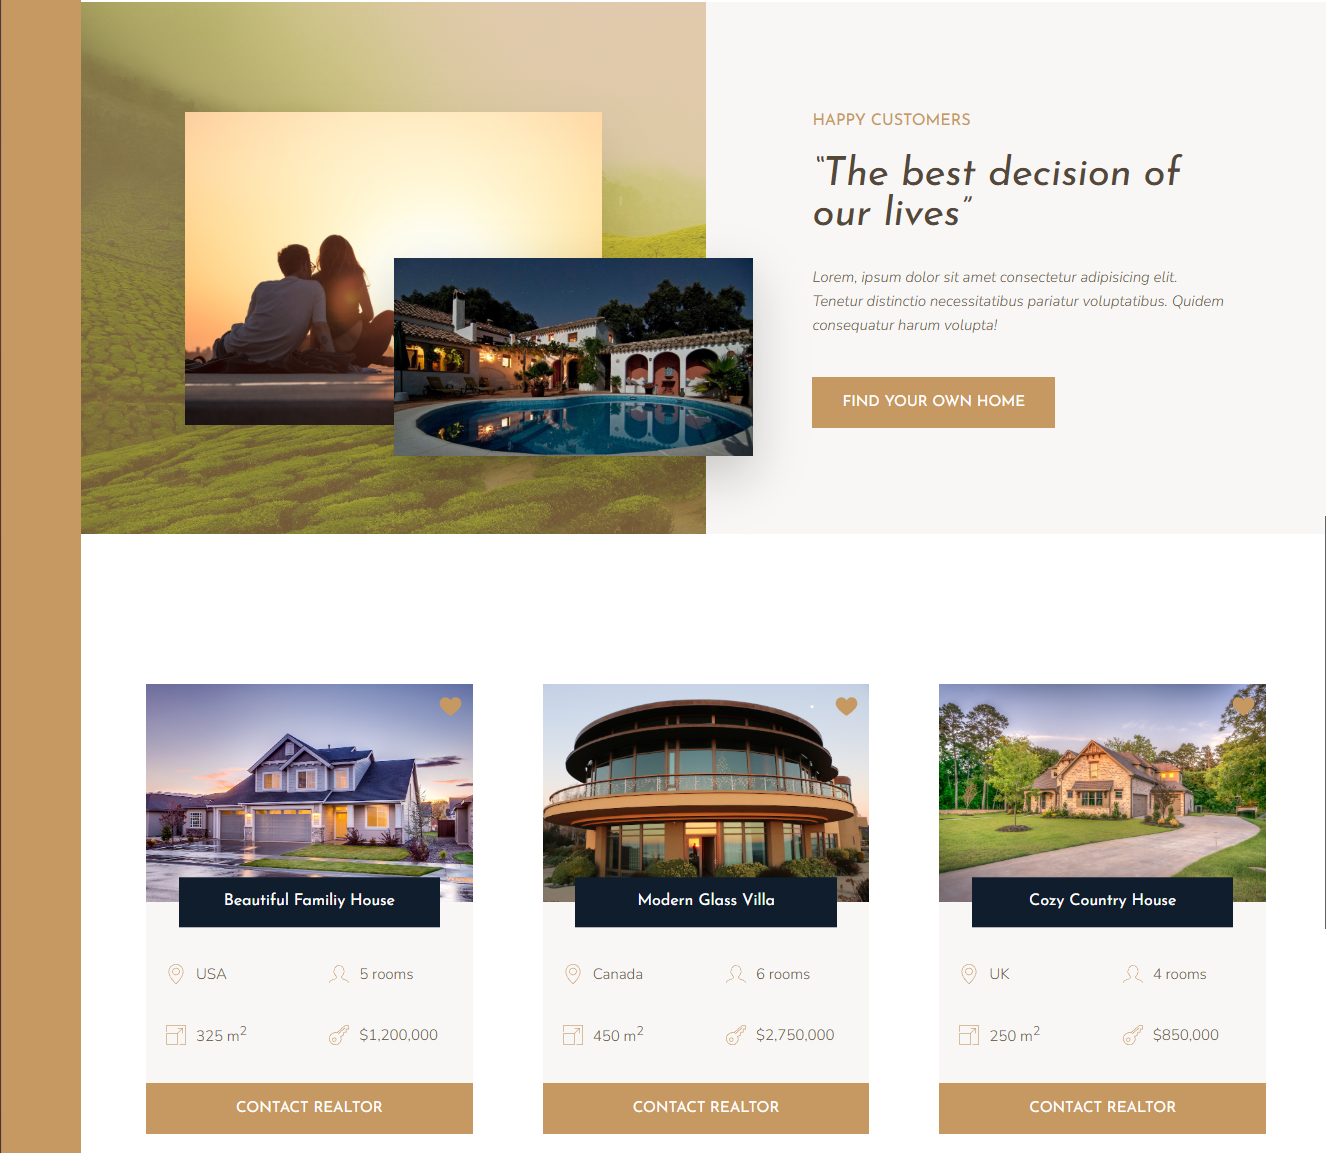 HAPPY CUSTOMERS
“The best decision of
our lives”
Lorem, ipsum dolor sit amet consectetur adipisicing elit.
Tenetur distinctio necessitatibus pariatur voluptatibus. Quidem
consequatur harum volupta!
FIND YOUR OWN HOME
Beautiful Familiy House
USA
5 rooms
325 m²
$1,200,000
CONTACT REALTOR
Modern Glass Villa
Canada
6 rooms
450 m²
$2,750,000
CONTACT REALTOR
Cozy Country House
UK
4 rooms
250 m²
$850,000
CONTACT REALTOR